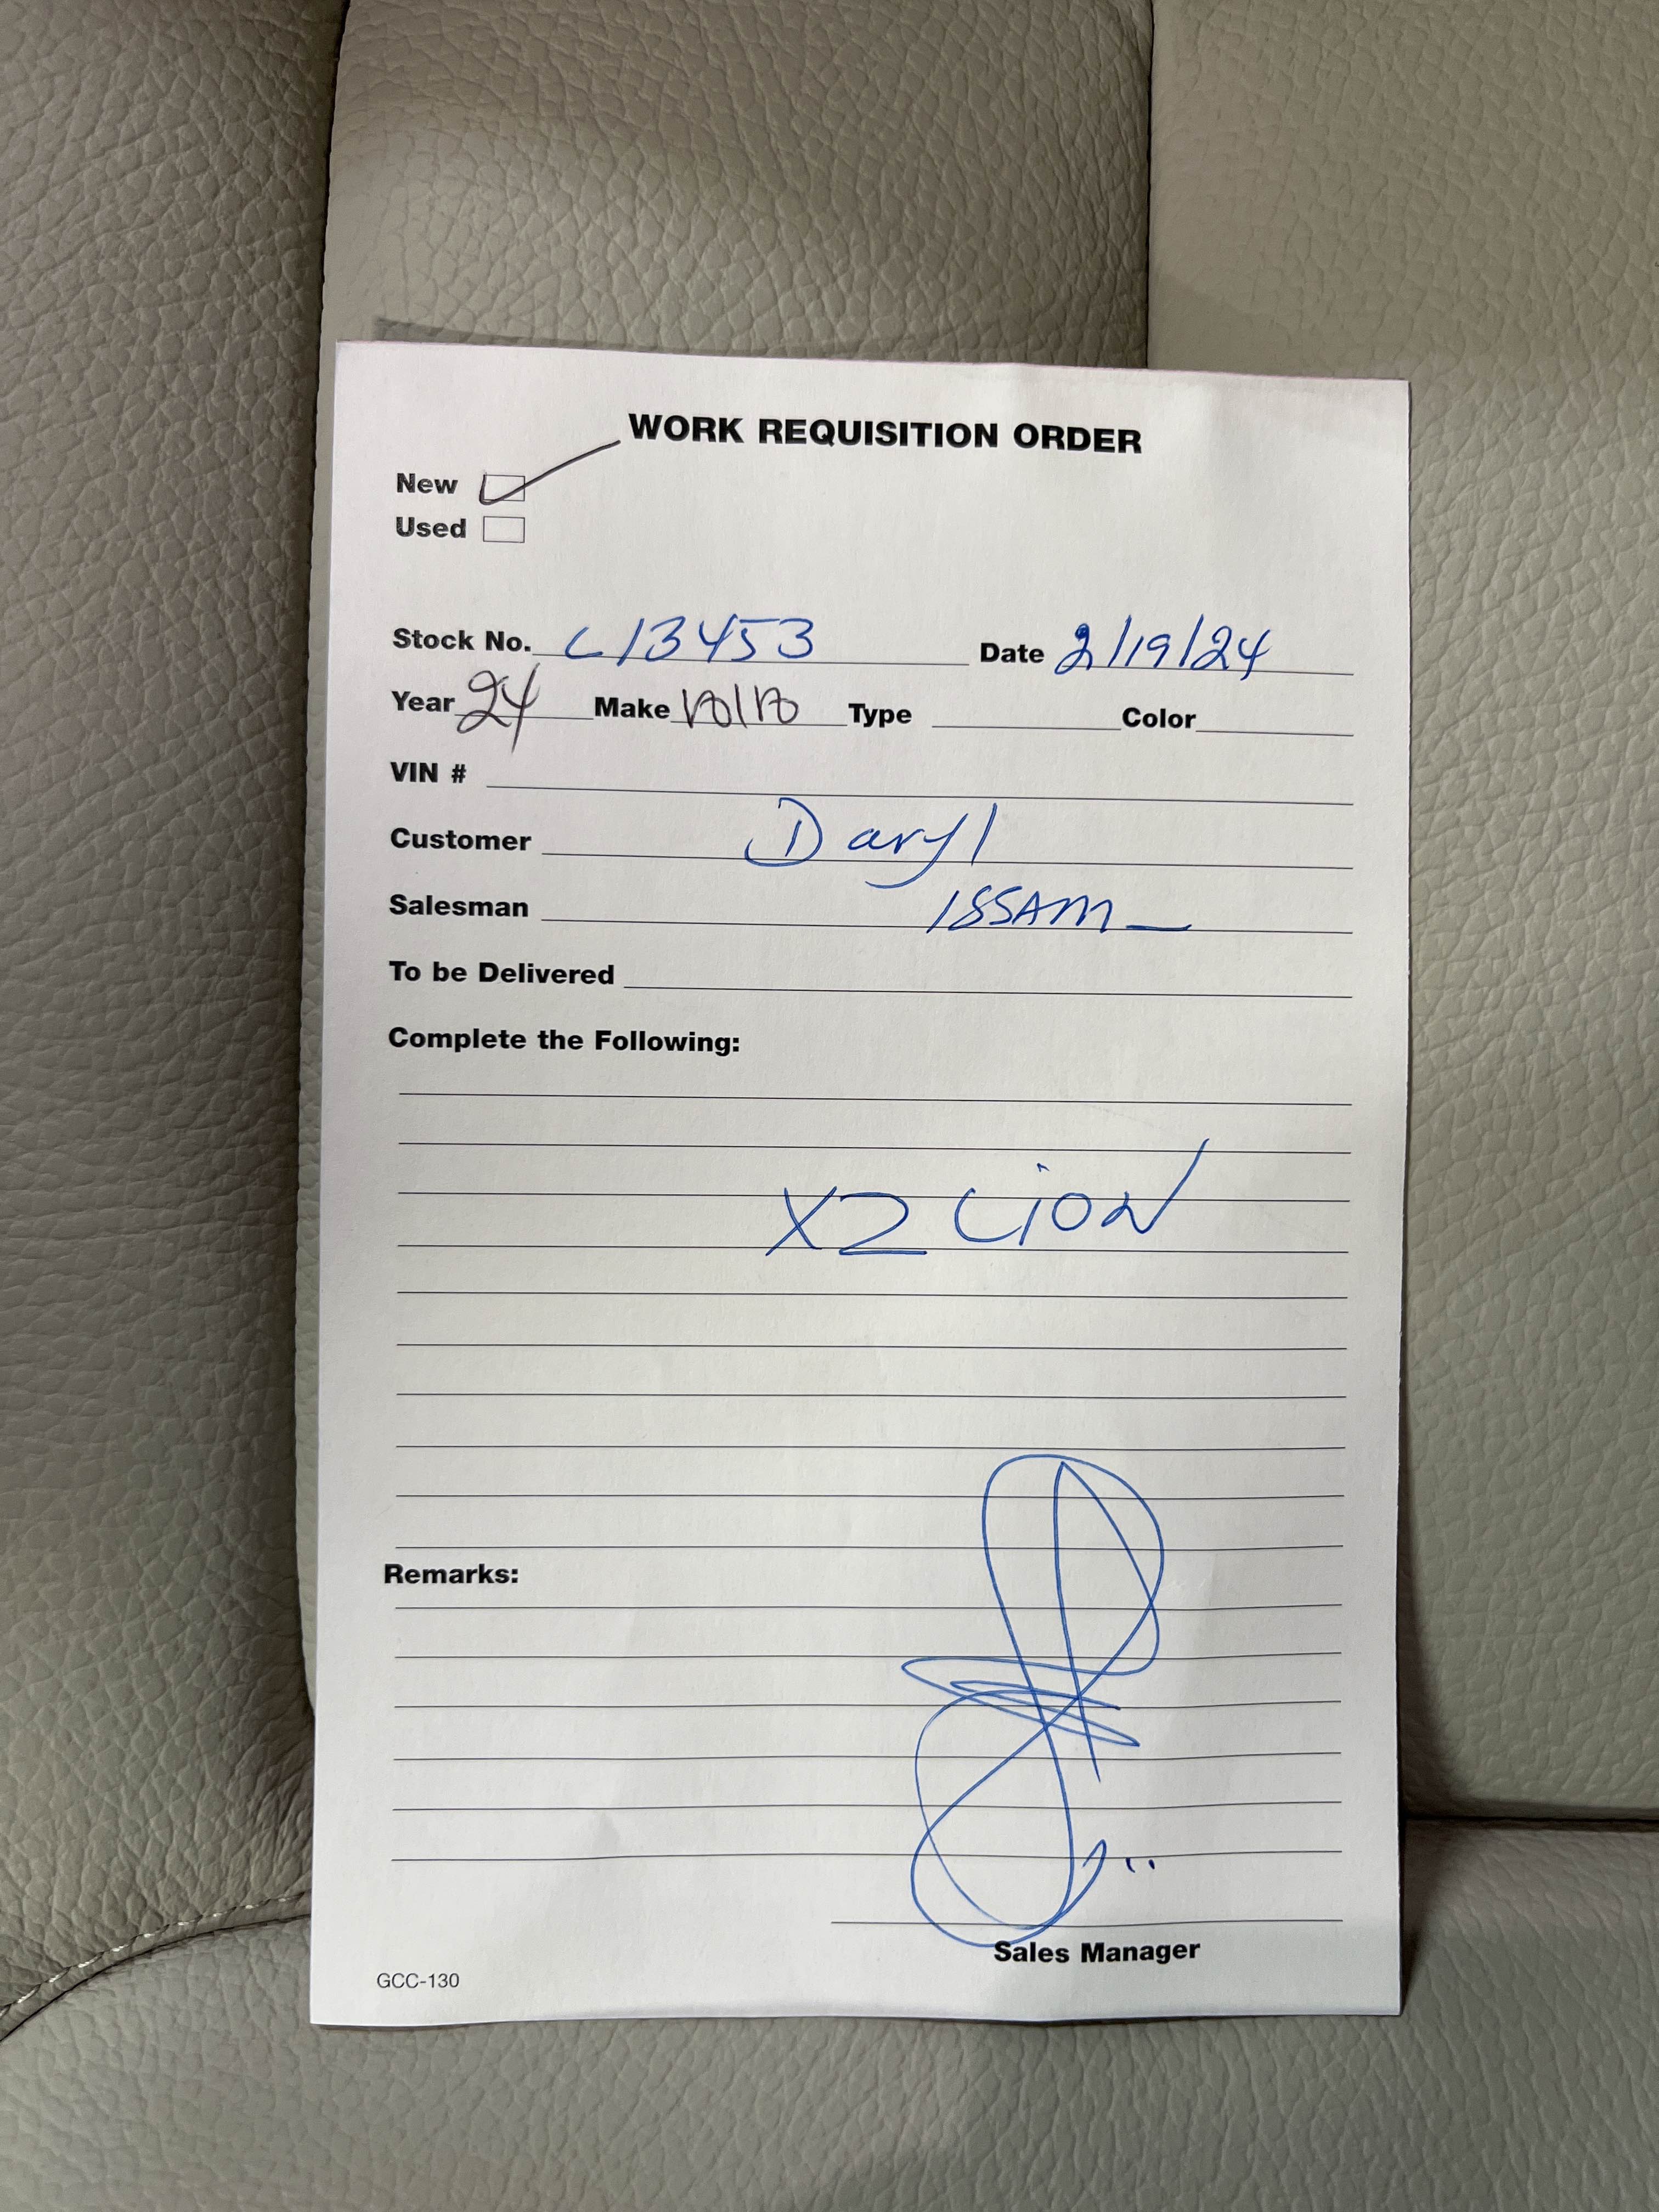 WORK REQUISITION ORDER
New
Used
Stock No. C13453 Date 2/19/24
Year 24 Make Volvo Type Color
VIN #
Customer Daryl
Salesman ISSAM
To be Delivered
Complete the Following:
X2 LiON
Remarks:
Sales Manager
GCC-130